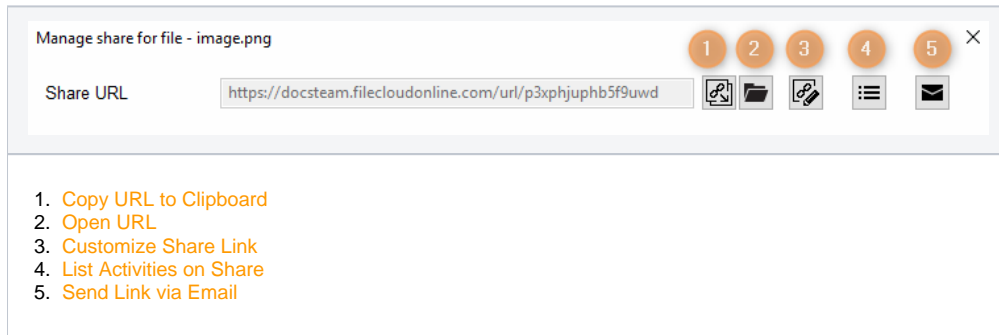 Manage share for file - image.png
1 2 3 4 5
Share URL https://docsteam.filecloudonline.com/url/p3xphjuphb5f9uwd
1. Copy URL to Clipboard
2. Open URL
3. Customize Share Link
4. List Activities on Share
5. Send Link via Email